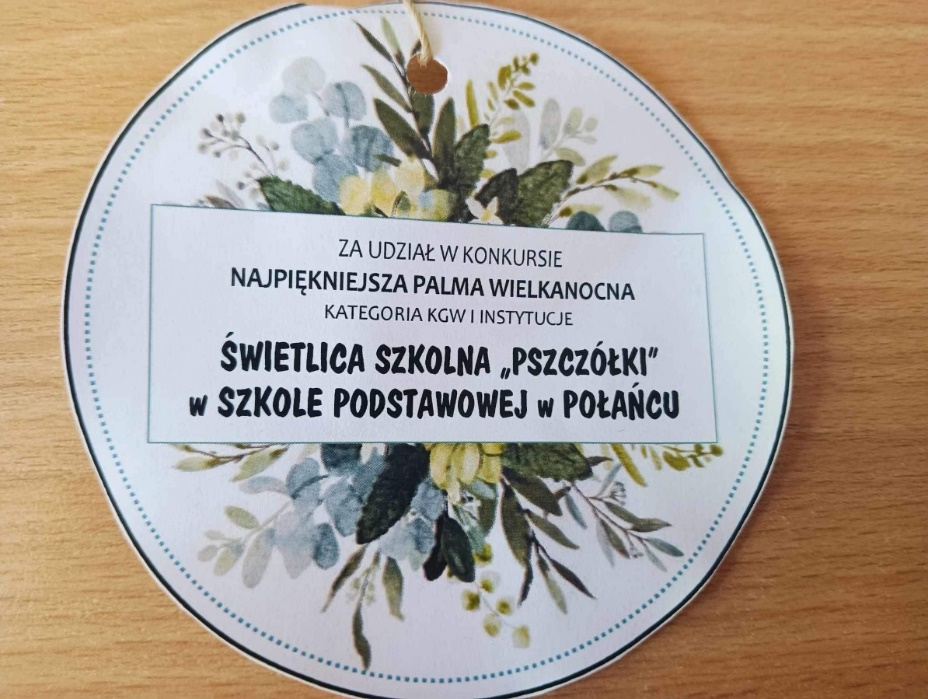 ZA UDZIAŁ W KONKURSIE
NAJPIĘKNIEJSZA PALMA WIELKANOCNA
KATEGORIA KGW I INSTYTUCJE
ŚWIETLICA SZKOLNA „PSZCZÓŁKI”
w SZKOLE PODSTAWOWEJ w POŁAŃCU